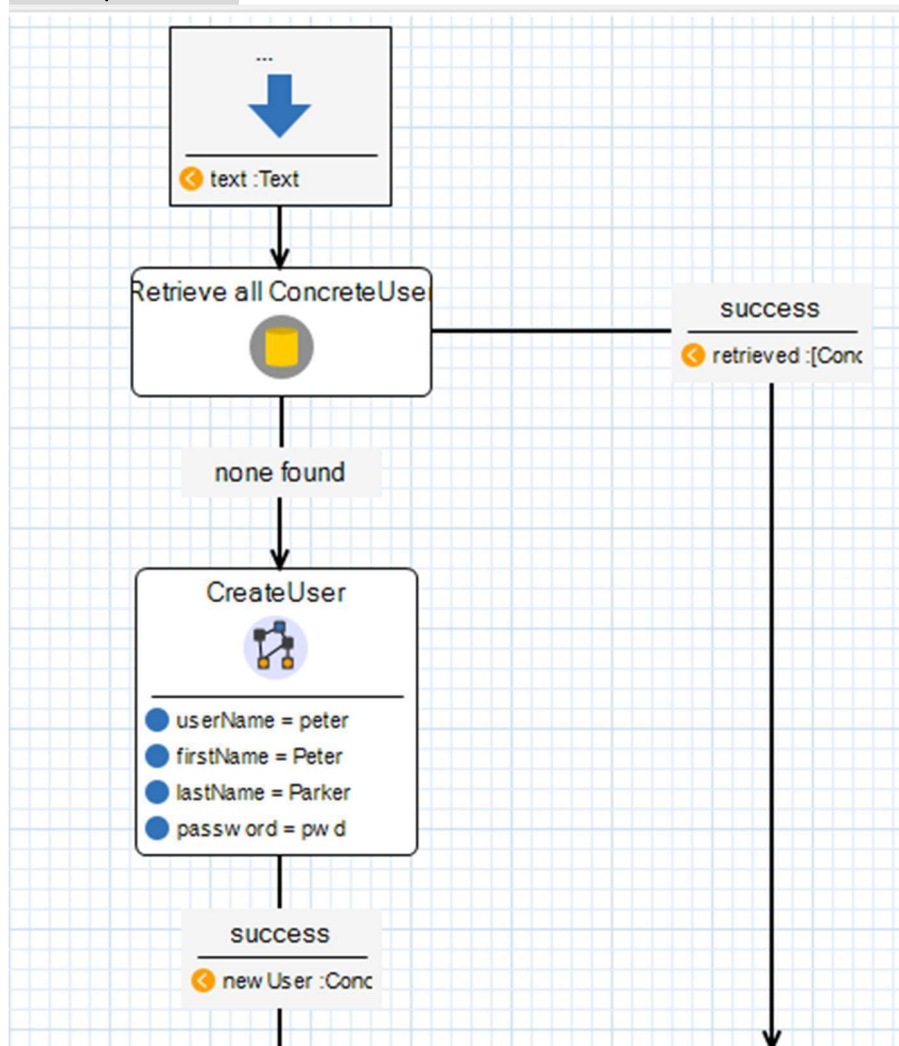 ...
text :Text
Retrieve all ConcreteUser
success
retrieved :[Conc
none found
CreateUser
userName = peter
firstName = Peter
lastName = Parker
password = pwd
success
newUser :Conc